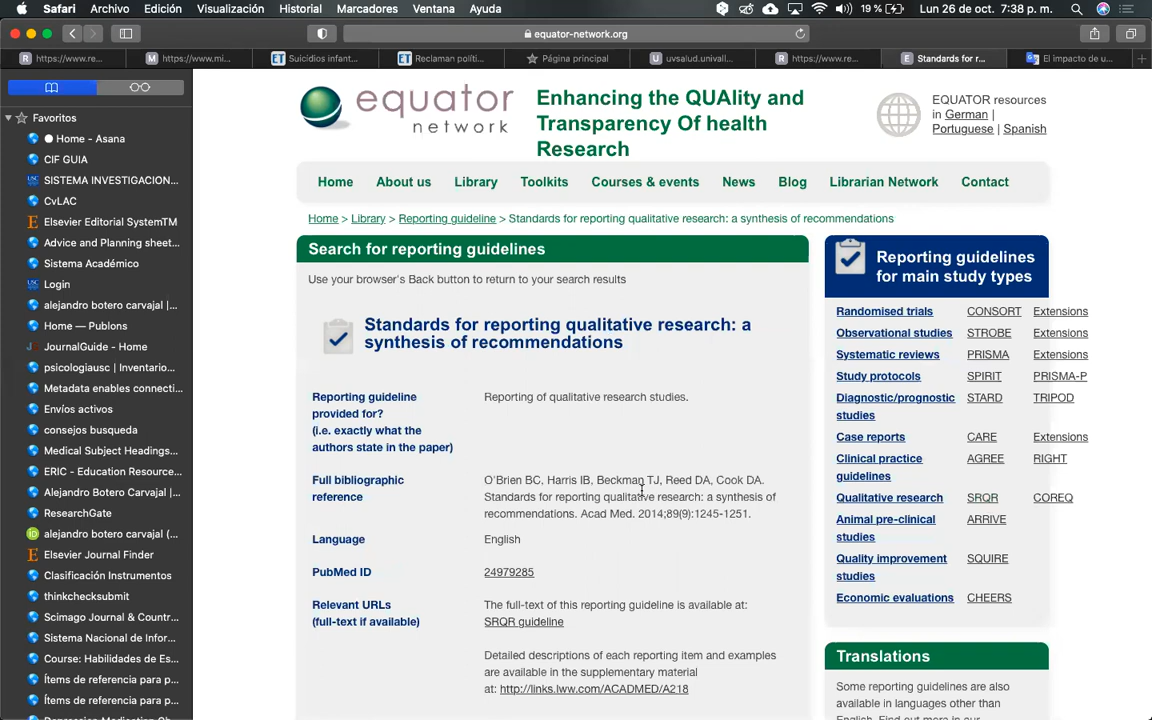 Safari Archivo Edición Visualización Historial Marcadores Ventana Ayuda 19 % Lun 26 de oct. 7:38 p. m.
equator-network.org
R https://www.re... M https://www.mi... ET Suicidios infant... ET Reclaman políti... Página principal uvsalud.univall... R https://www.re... E Standards for r... El impacto de u...
Favoritos
Home - Asana
CIF GUIA
SISTEMA INVESTIGACION...
CvLAC
Elsevier Editorial SystemTM
Advice and Planning sheet...
Sistema Académico
Login
alejandro botero carvajal |...
Home — Publons
JournalGuide - Home
psicologiausc | Inventario...
Metadata enables connecti...
Envíos activos
consejos busqueda
Medical Subject Headings...
ERIC - Education Resource...
Alejandro Botero Carvajal |...
ResearchGate
alejandro botero carvajal (...
Elsevier Journal Finder
Clasificación Instrumentos
thinkchecksubmit
Scimago Journal & Countr...
Sistema Nacional de Infor...
Course: Habilidades de Es...
Ítems de referencia para p...
Ítems de referencia para p...
equator
network
Enhancing the QUAlity and
Transparency Of health
Research
EQUATOR resources
in German |
Portuguese | Spanish
Home About us Library Toolkits Courses & events News Blog Librarian Network Contact
Home > Library > Reporting guideline > Standards for reporting qualitative research: a synthesis of recommendations
Search for reporting guidelines
Use your browser's Back button to return to your search results
Standards for reporting qualitative research: a
synthesis of recommendations
Reporting guideline
provided for?
(i.e. exactly what the
authors state in the paper)
Reporting of qualitative research studies.
Full bibliographic
reference
O'Brien BC, Harris IB, Beckman TJ, Reed DA, Cook DA.
Standards for reporting qualitative research: a synthesis of
recommendations. Acad Med. 2014;89(9):1245-1251.
Language English
PubMed ID 24979285
Relevant URLs
(full-text if available)
The full-text of this reporting guideline is available at:
SRQR guideline
Detailed descriptions of each reporting item and examples
are available in the supplementary material
at: http://links.lww.com/ACADMED/A218
Reporting guidelines
for main study types
Randomised trials CONSORT Extensions
Observational studies STROBE Extensions
Systematic reviews PRISMA Extensions
Study protocols SPIRIT PRISMA-P
Diagnostic/prognostic STARD TRIPOD
studies
Case reports CARE Extensions
Clinical practice AGREE RIGHT
guidelines
Qualitative research SRQR COREQ
Animal pre-clinical ARRIVE
studies
Quality improvement SQUIRE
studies
Economic evaluations CHEERS
Translations
Some reporting guidelines are also
available in languages other than
English. Find out more in our